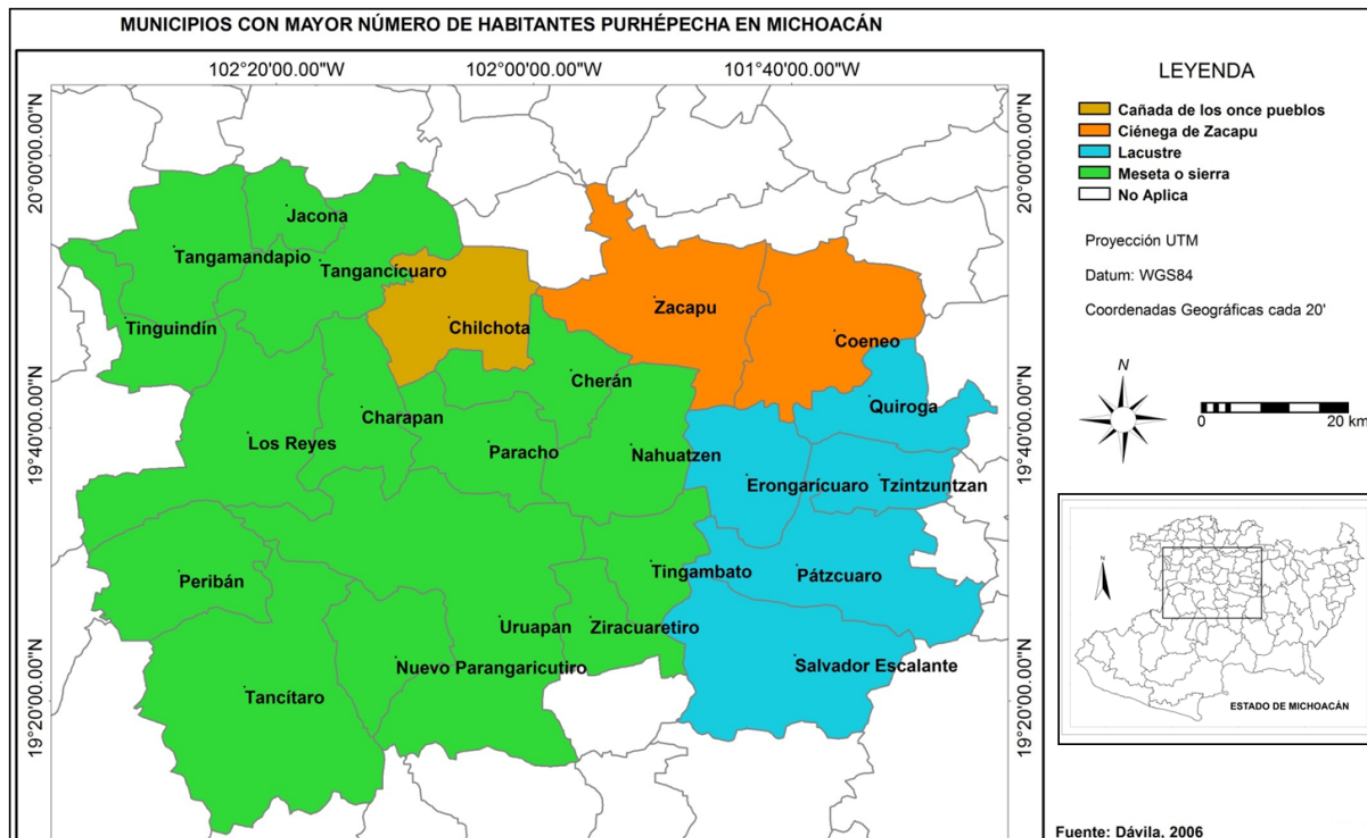 MUNICIPIOS CON MAYOR NÚMERO DE HABITANTES PURHÉPECHA EN MICHOACÁN
102°20'00.00"W
102°00'00.00"W
101°40'00.00"W
20°00'00.00"N
20°00'00.00"N
19°40'00.00"N
19°40'00.00"N
19°20'00.00"N
19°20'00.00"N
Jacona
Tangamandapio
Tangancícuaro
Tinguindín
Chilchota
Zacapu
Coeneo
Cherán
Quiroga
Charapan
Los Reyes
Paracho
Nahuatzen
Erongarícuaro
Tzintzuntzan
Peribán
Tingambato
Pátzcuaro
Uruapan
Ziracuaretiro
Nuevo Parangaricutiro
Salvador Escalante
Tancítaro
LEYENDA
Cañada de los once pueblos
Ciénega de Zacapu
Lacustre
Meseta o sierra
No Aplica
Proyección UTM
Datum: WGS84
Coordenadas Geográficas cada 20'
N
0 20 km
N
ESTADO DE MICHOACÁN
Fuente: Dávila, 2006